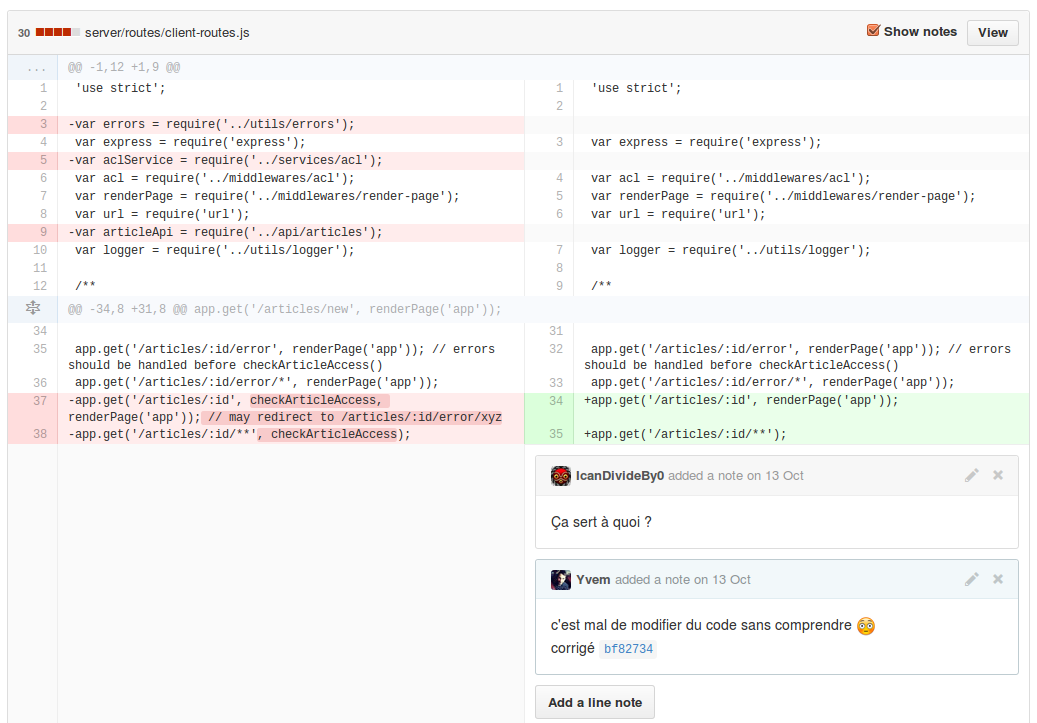 30 server/routes/client-routes.js Show notes View
... @@ -1,12 +1,9 @@
1 'use strict'; 1 'use strict';
2 2
3 -var errors = require('../utils/errors');
4 var express = require('express'); 3 var express = require('express');
5 -var aclService = require('../services/acl');
6 var acl = require('../middlewares/acl'); 4 var acl = require('../middlewares/acl');
7 var renderPage = require('../middlewares/render-page'); 5 var renderPage = require('../middlewares/render-page');
8 var url = require('url'); 6 var url = require('url');
9 -var articleApi = require('../api/articles');
10 var logger = require('../utils/logger'); 7 var logger = require('../utils/logger');
11 8
12 /** 9 /**
@@ -34,8 +31,8 @@ app.get('/articles/new', renderPage('app'));
34 31
35 app.get('/articles/:id/error', renderPage('app')); // errors 32 app.get('/articles/:id/error', renderPage('app')); // errors
should be handled before checkArticleAccess() should be handled before checkArticleAccess()
36 app.get('/articles/:id/error/*', renderPage('app')); 33 app.get('/articles/:id/error/*', renderPage('app'));
37 -app.get('/articles/:id', checkArticleAccess, 34 +app.get('/articles/:id', renderPage('app'));
renderPage('app')); // may redirect to /articles/:id/error/xyz
38 -app.get('/articles/:id/**', checkArticleAccess); 35 +app.get('/articles/:id/**');
IcanDivideBy0 added a note on 13 Oct
Ça sert à quoi ?
Yvem added a note on 13 Oct
c'est mal de modifier du code sans comprendre 😳
corrigé bf82734
Add a line note